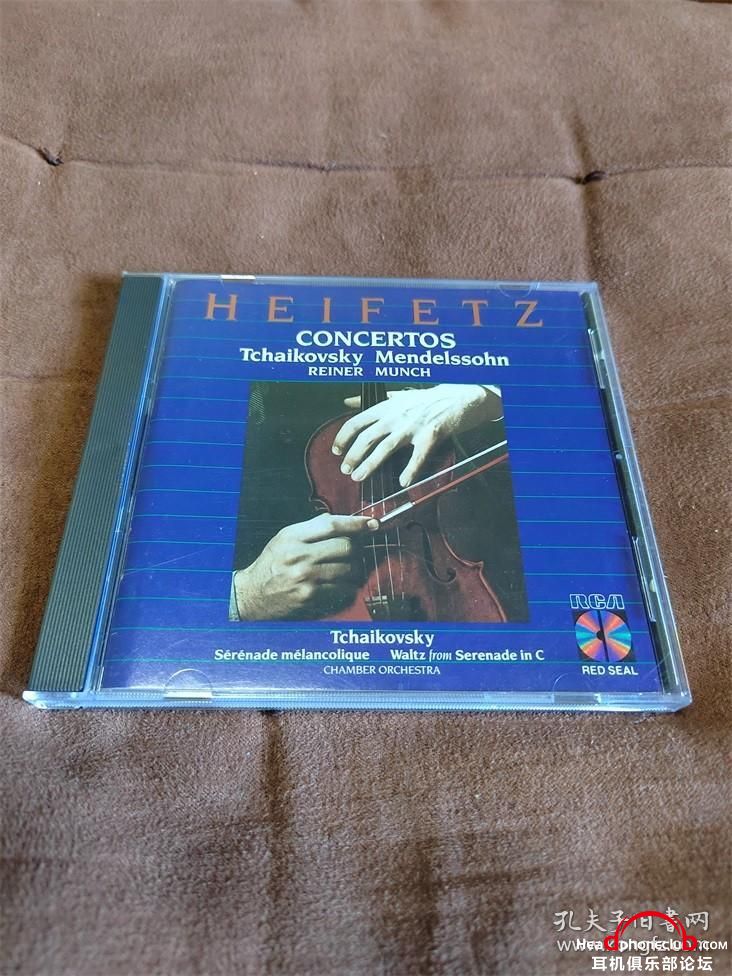 HEIFETZ
CONCERTOS
Tchaikovsky Mendelssohn
REINER MUNCH
Tchaikovsky
Sérénade mélancolique Waltz from Serenade in C
CHAMBER ORCHESTRA
RCA
RED SEAL
孔夫子旧书网
耳机俱乐部论坛